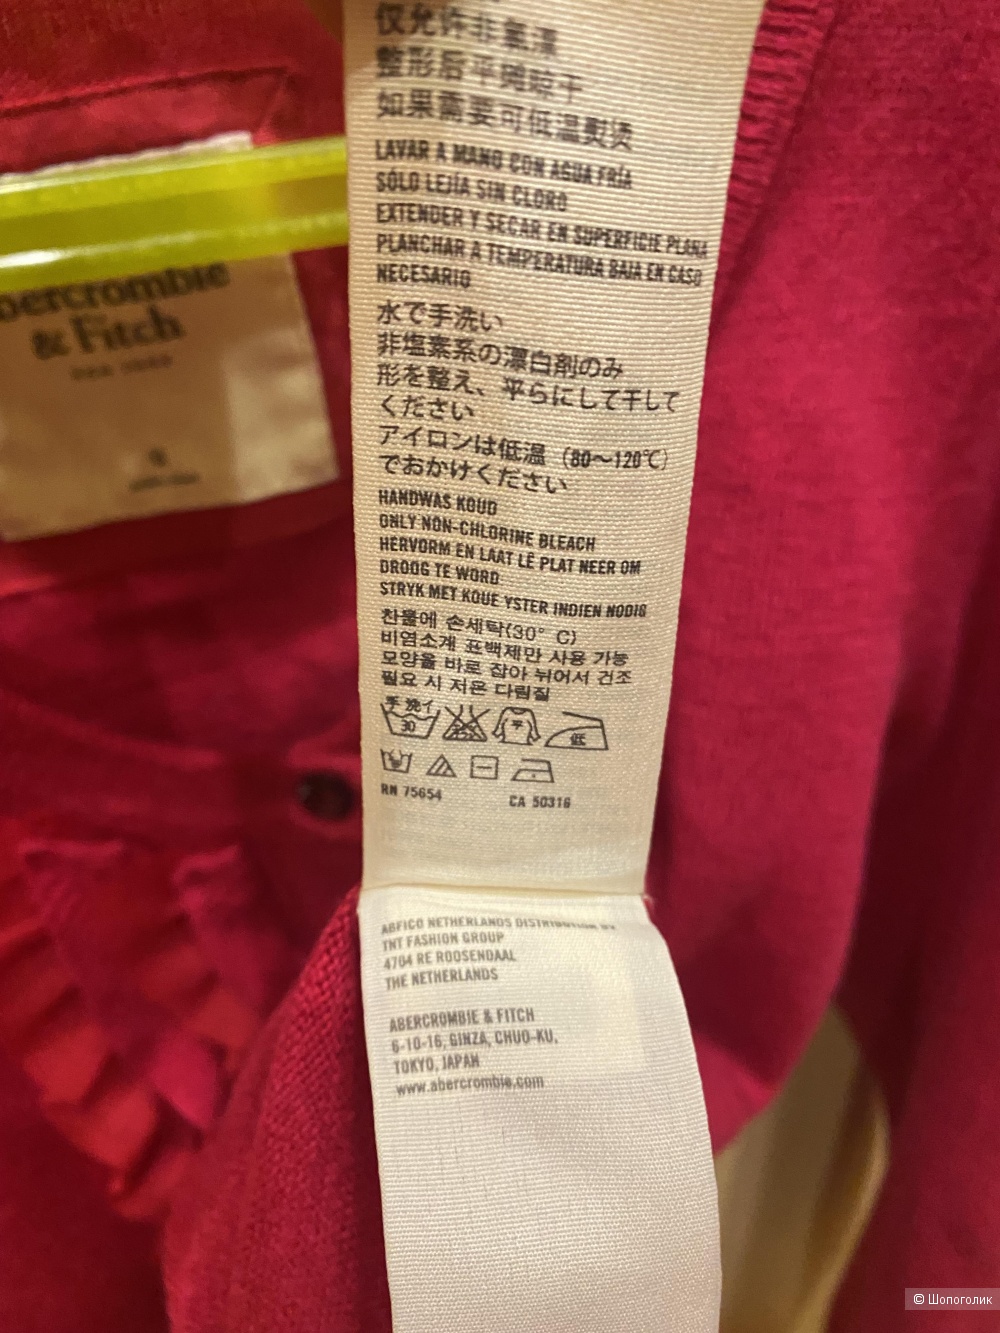 仅允许非氯漂
整形后平摊晾干
如果需要可低温熨烫
LAVAR A MANO CON AGUA FRÍA
SÓLO LEJÍA SIN CLORO
EXTENDER Y SECAR EN SUPERFICIE PLANA
PLANCHAR A TEMPERATURA BAJA EN CASO
NECESARIO
水で手洗い
非塩素系の漂白剤のみ
形を整え、平らにして干して
ください
アイロンは低温（80〜120℃）
でおかけください
HANDWAS KOUD
ONLY NON-CHLORINE BLEACH
HERVORM EN LAAT LÊ PLAT NEER OM
DROOG TE WORD
STRYK MET KOUE YSTER INDIEN NODIG
찬물에 손세탁(30° C)
비염소계 표백제만 사용 가능
모양을 바로 잡아 뉘어서 건조
필요 시 저온 다림질
手洗イ
30
平
低
RN 75654 CA 50316
ABFICO NETHERLANDS DISTRIBUTION BV
TNT FASHION GROUP
4704 RE ROOSENDAAL
THE NETHERLANDS
ABERCROMBIE & FITCH
6-10-16, GINZA, CHUO-KU,
TOKYO, JAPAN
www.abercrombie.com
bercrombie
& Fitch
S
© Шопоголик